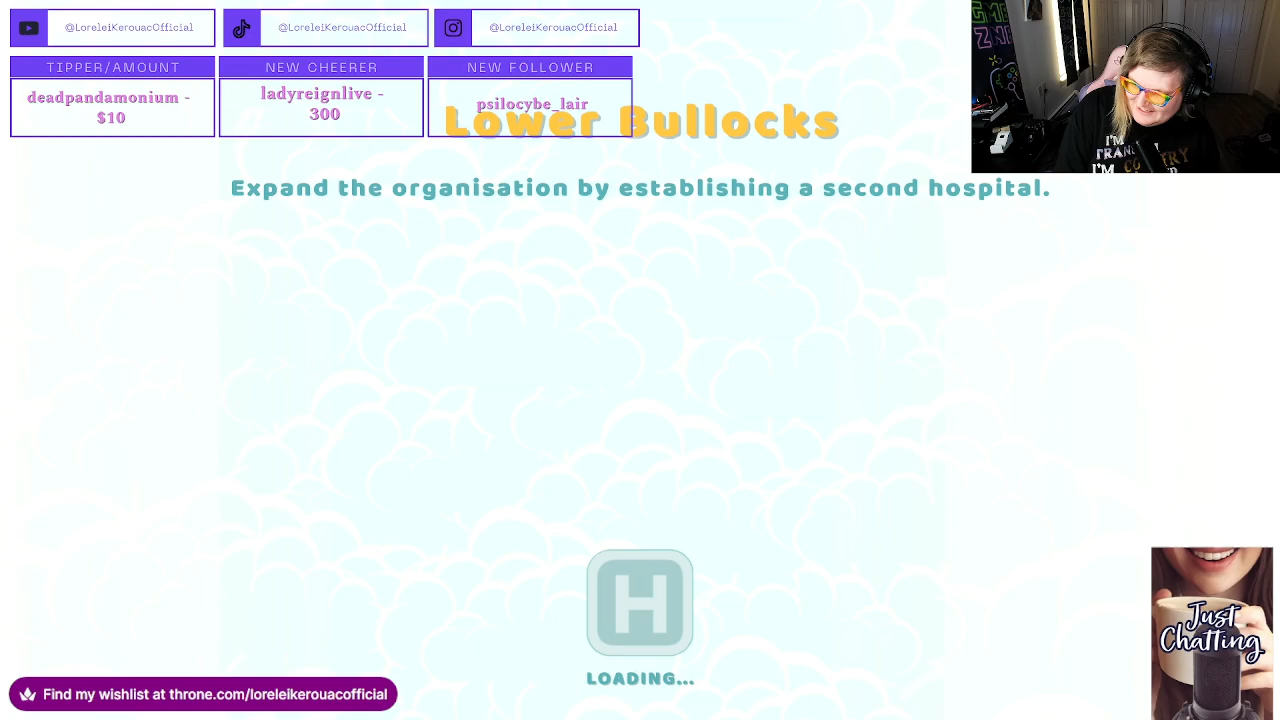 @LoreleiKerouacOfficial
@LoreleiKerouacOfficial
@LoreleiKerouacOfficial
TIPPER/AMOUNT
NEW CHEERER
NEW FOLLOWER
deadpandamonium -
$10
ladyreignlive -
300
psilocybe_lair
Lower Bullocks
Expand the organisation by establishing a second hospital.
I'M
I'M
H
LOADING...
Just
Chatting
Find my wishlist at throne.com/loreleikerouacofficial